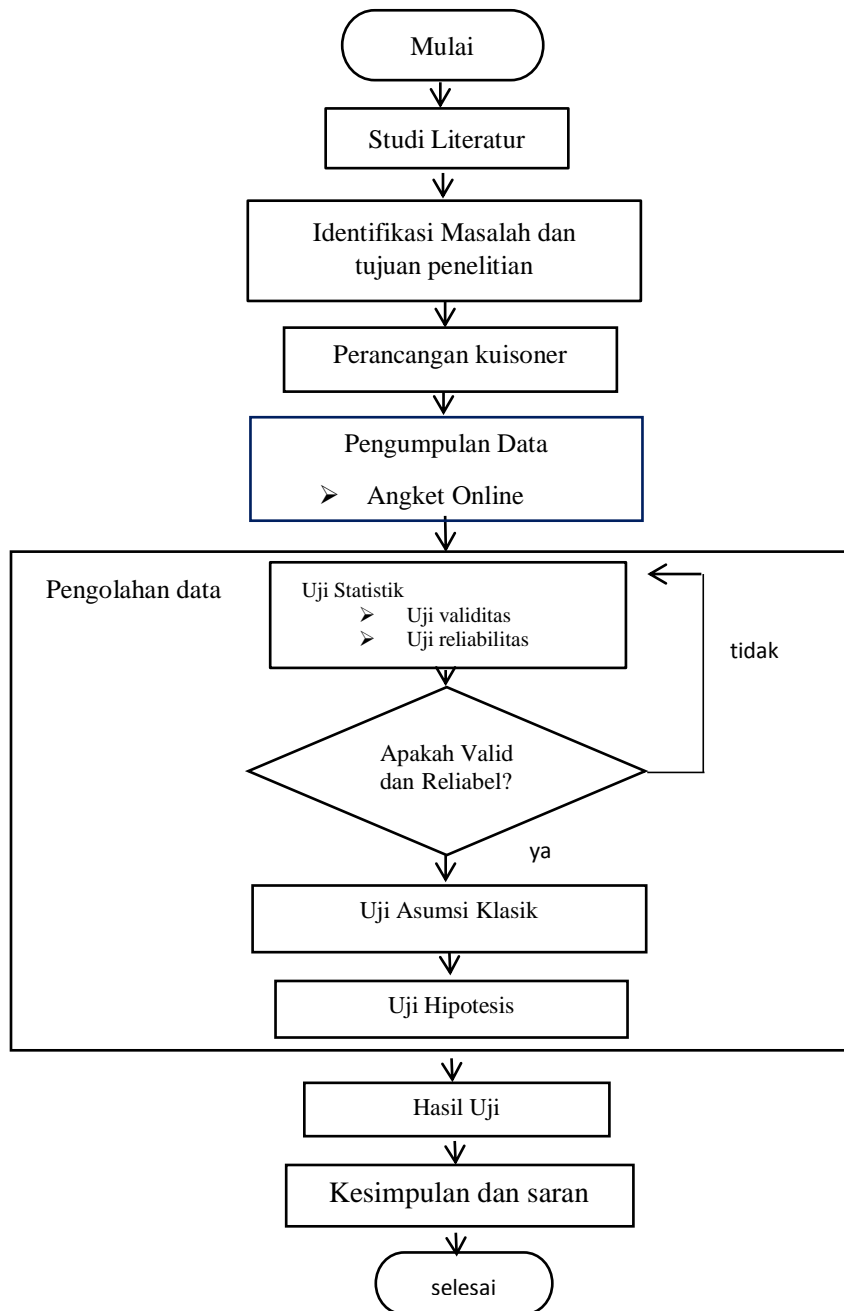 Mulai
Studi Literatur
Identifikasi Masalah dan
tujuan penelitian
Perancangan kuisoner
Pengumpulan Data
➢ Angket Online
Pengolahan data
Uji Statistik
➢ Uji validitas
➢ Uji reliabilitas
tidak
Apakah Valid
dan Reliabel?
ya
Uji Asumsi Klasik
Uji Hipotesis
Hasil Uji
Kesimpulan dan saran
selesai